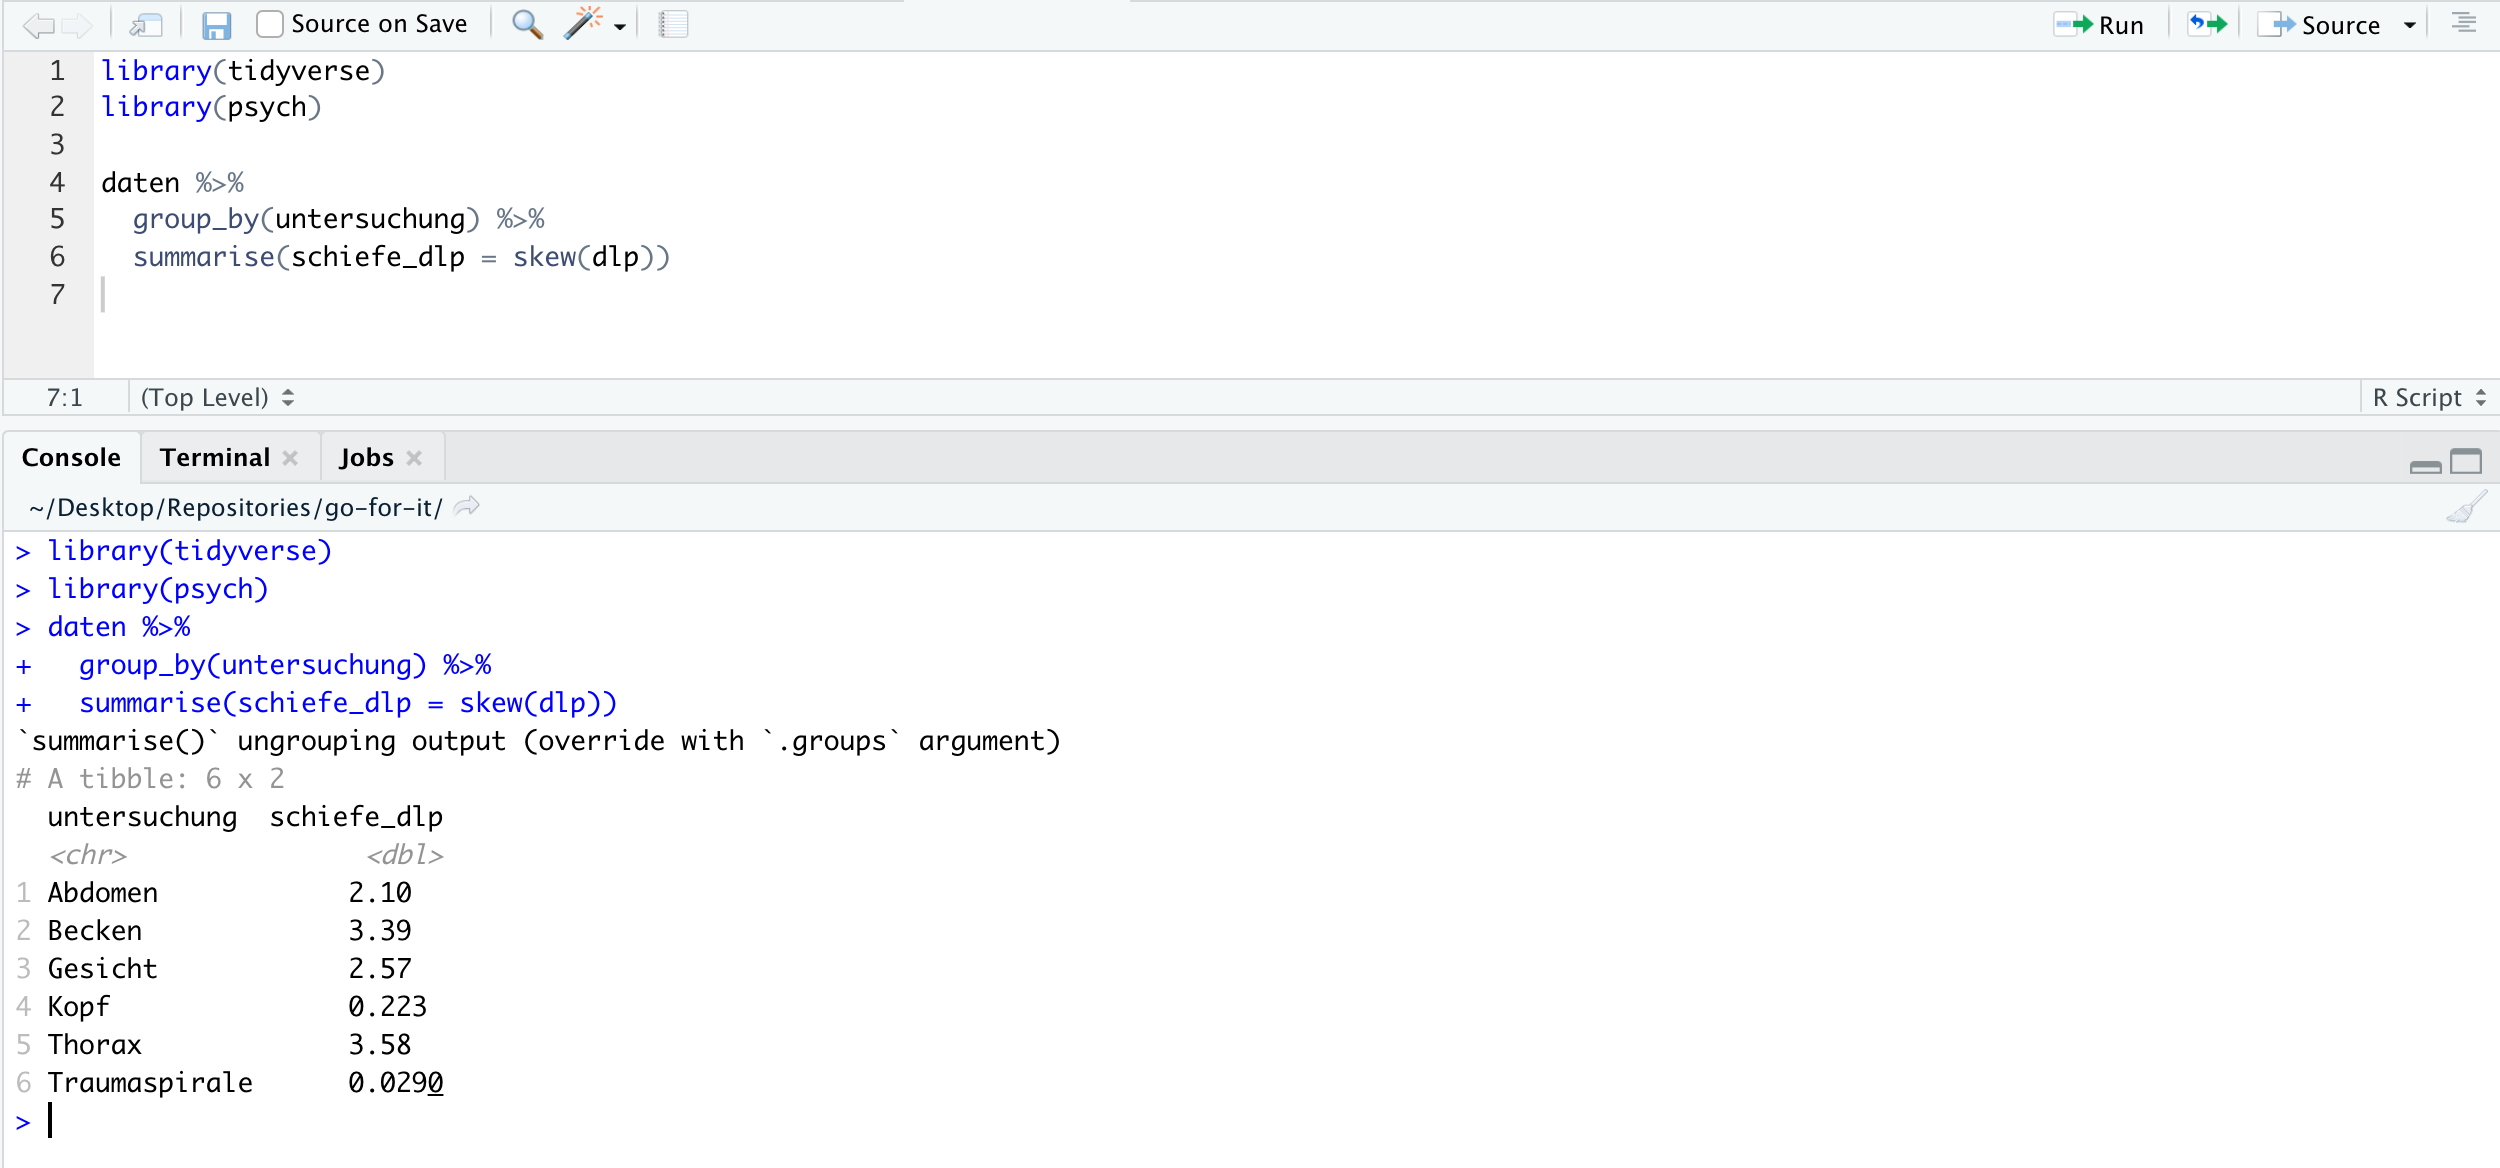 Source on Save Run Source
1 library(tidyverse)
2 library(psych)
3
4 daten %>%
5   group_by(untersuchung) %>%
6   summarise(schiefe_dlp = skew(dlp))
7
7:1 (Top Level) R Script
Console Terminal Jobs
~/Desktop/Repositories/go-for-it/
> library(tidyverse)
> library(psych)
> daten %>%
+   group_by(untersuchung) %>%
+   summarise(schiefe_dlp = skew(dlp))
`summarise()` ungrouping output (override with `.groups` argument)
# A tibble: 6 x 2
  untersuchung  schiefe_dlp
  <chr>               <dbl>
1 Abdomen            2.10
2 Becken             3.39
3 Gesicht            2.57
4 Kopf               0.223
5 Thorax             3.58
6 Traumaspirale      0.0290
>